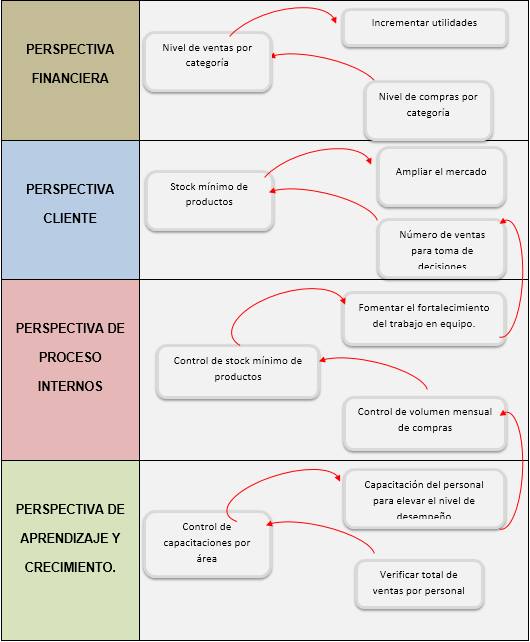 PERSPECTIVA
FINANCIERA
Incrementar utilidades
Nivel de ventas por
categoría
Nivel de compras por
categoría
PERSPECTIVA
CLIENTE
Ampliar el mercado
Stock mínimo de
productos
Número de ventas
para toma de
decisiones
PERSPECTIVA DE
PROCESO
INTERNOS
Fomentar el fortalecimiento
del trabajo en equipo.
Control de stock mínimo de
productos
Control de volumen mensual
de compras
PERSPECTIVA DE
APRENDIZAJE Y
CRECIMIENTO.
Capacitación del personal
para elevar el nivel de
desempeño
Control de
capacitaciones por
área
Verificar total de
ventas por personal